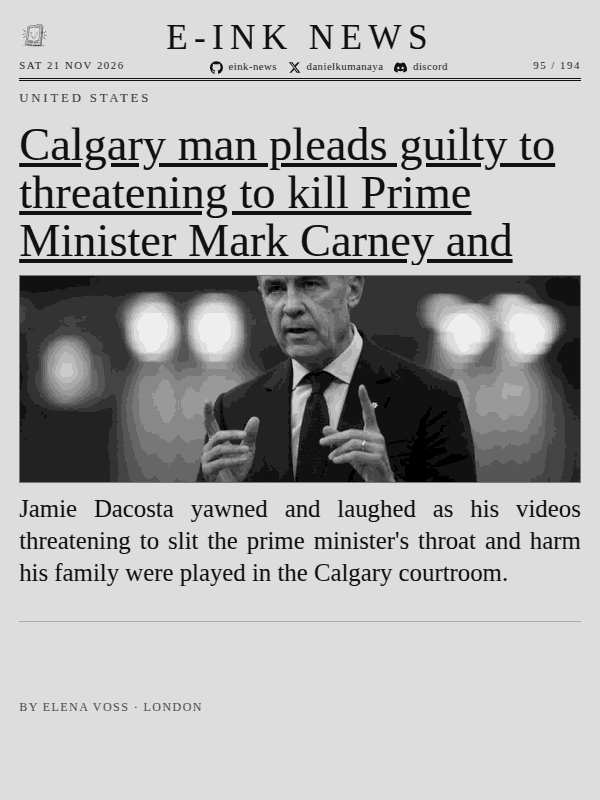 E-INK NEWS
SAT 21 NOV 2026
eink-news danielkumanaya discord
95 / 194
UNITED STATES
Calgary man pleads guilty to
threatening to kill Prime
Minister Mark Carney and
Jamie Dacosta yawned and laughed as his videos
threatening to slit the prime minister's throat and harm
his family were played in the Calgary courtroom.
BY ELENA VOSS · LONDON